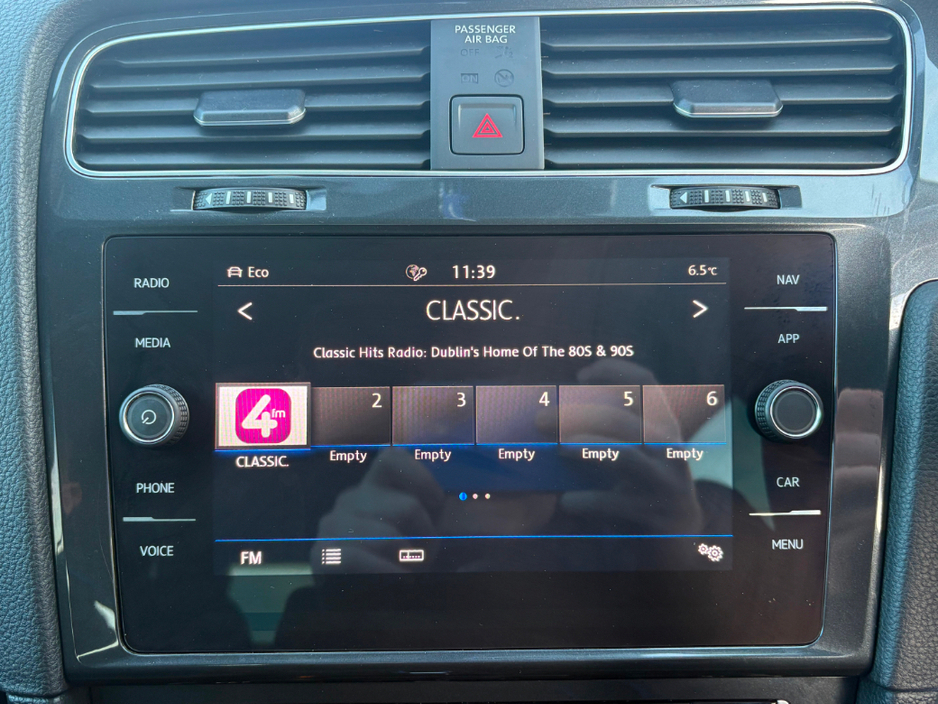 PASSENGER
AIR BAG
OFF
ON
RADIO
MEDIA
PHONE
VOICE
Eco
11:39
6.5°C
< CLASSIC. >
Classic Hits Radio: Dublin's Home Of The 80S & 90S
4fm
2
3
4
5
6
CLASSIC.
Empty
Empty
Empty
Empty
Empty
FM
NAV
APP
CAR
MENU